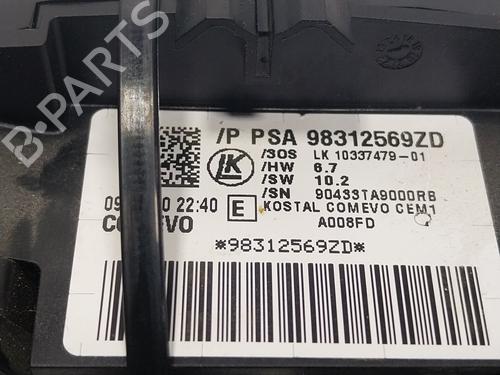 B-PARTS
/P PSA 98312569ZD
/SOS LK 10337479-01
LK
/HW 6.7
/SW 10.2
/SN 90433TA9000RB
22:40 E KOSTAL COMEVO CEM1
A008FD
*98312569ZD*